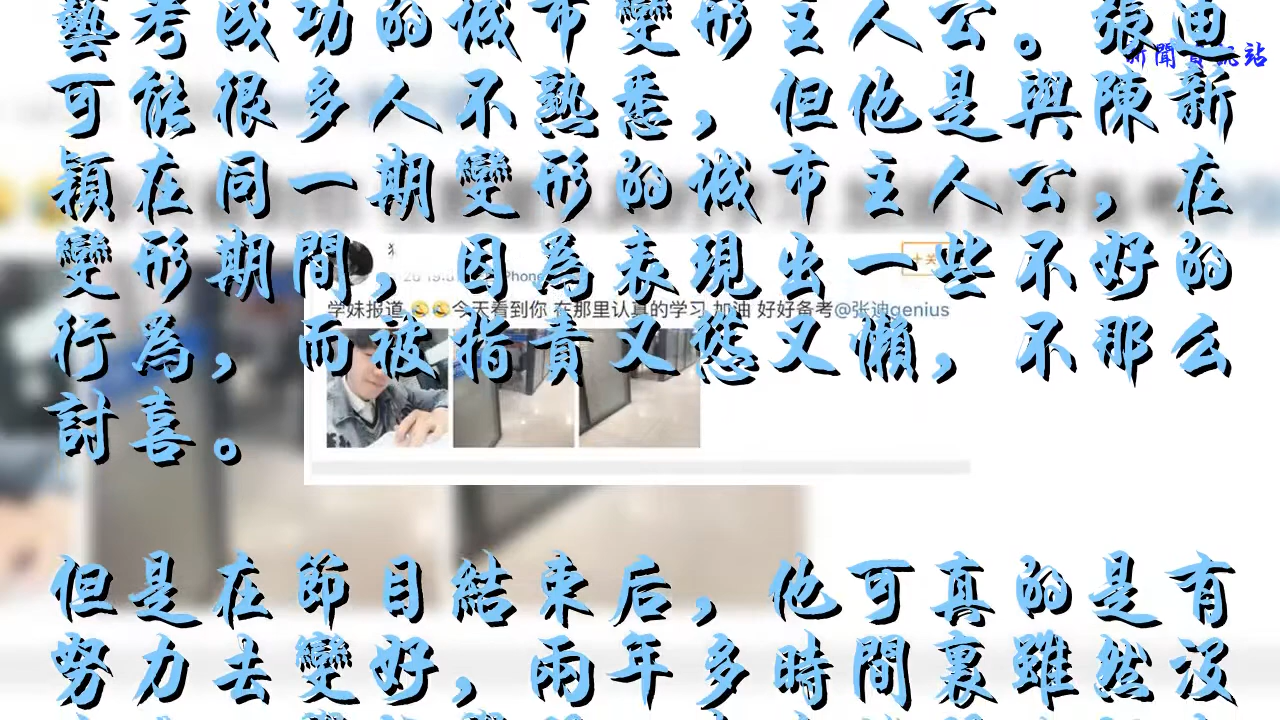 藝考成功的城市變形主人公。張迪
新聞資訊站
可能很多人不熟悉，但他是與陳新
穎在同一期變形的城市主人公，在
變形期間，因為表現出一些不好的
行為，而被指責又慫又懶，不那么
討喜。
学妹报道 今天看到你 在那里认真的学习 加油 好好备考@张迪genius
但是在節目結束后，他可真的是有
努力去變好，兩年多時間裏雖然沒